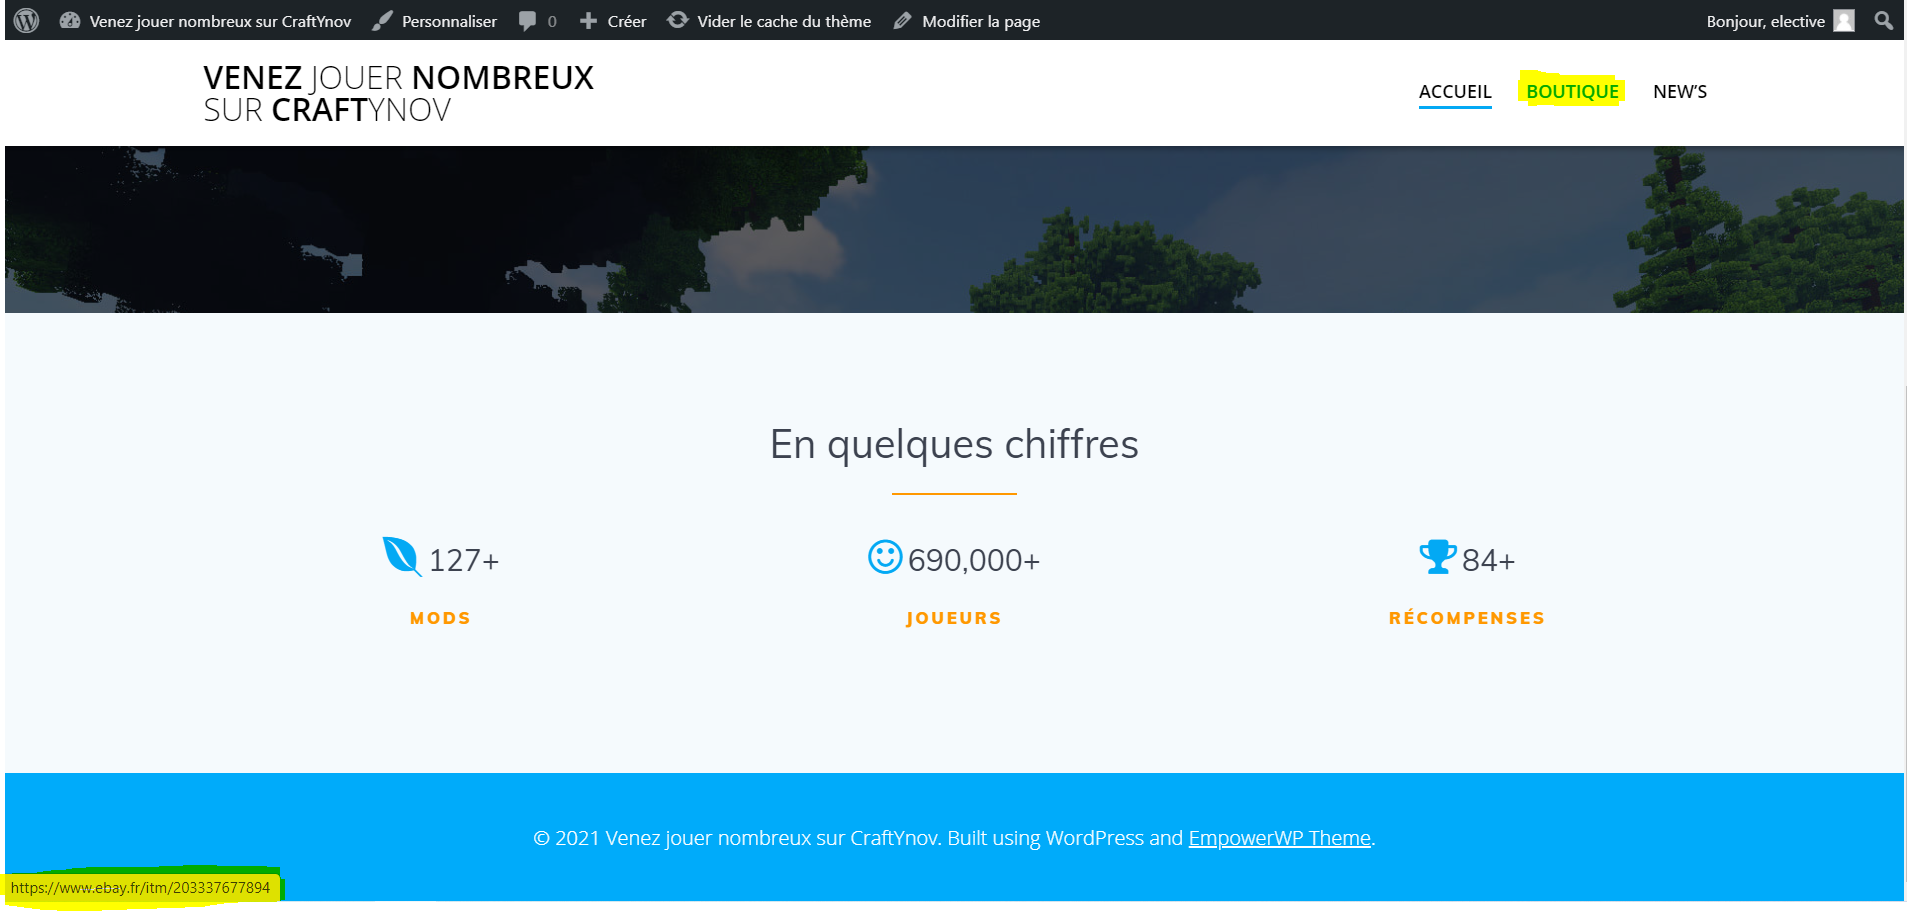 Venez jouer nombreux sur CraftYnov Personnaliser 0 Créer Vider le cache du thème Modifier la page Bonjour, elective
VENEZ JOUER NOMBREUX
SUR CRAFTYNOV
ACCUEIL BOUTIQUE NEW'S
En quelques chiffres
127+ 690,000+ 84+
MODS JOUEURS RÉCOMPENSES
© 2021 Venez jouer nombreux sur CraftYnov. Built using WordPress and EmpowerWP Theme.
https://www.ebay.fr/itm/203337677894